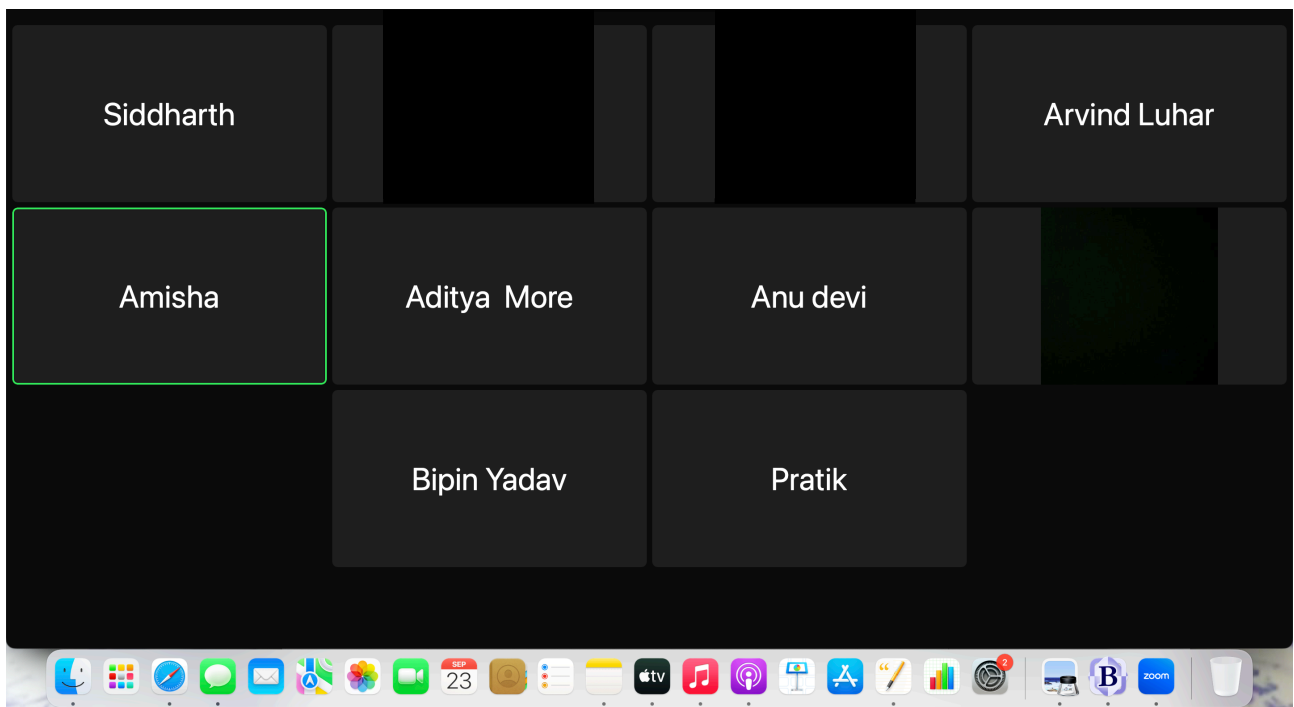 Siddharth
Arvind Luhar
Amisha
Aditya  More
Anu devi
Bipin Yadav
Pratik
SEP
23
tv
2
B
zoom